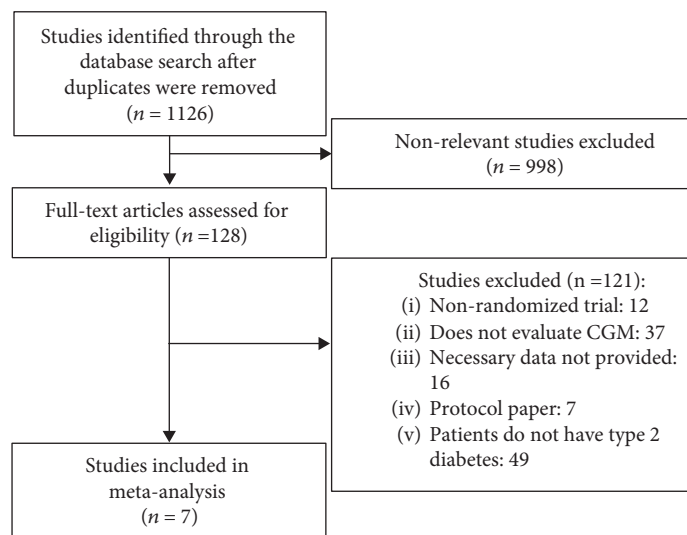 Studies identified through the
database search after
duplicates were removed
(n = 1126)
Non-relevant studies excluded
(n = 998)
Full-text articles assessed for
eligibility (n =128)
Studies excluded (n =121):
(i) Non-randomized trial: 12
(ii) Does not evaluate CGM: 37
(iii) Necessary data not provided:
16
(iv) Protocol paper: 7
(v) Patients do not have type 2
diabetes: 49
Studies included in
meta-analysis
(n = 7)